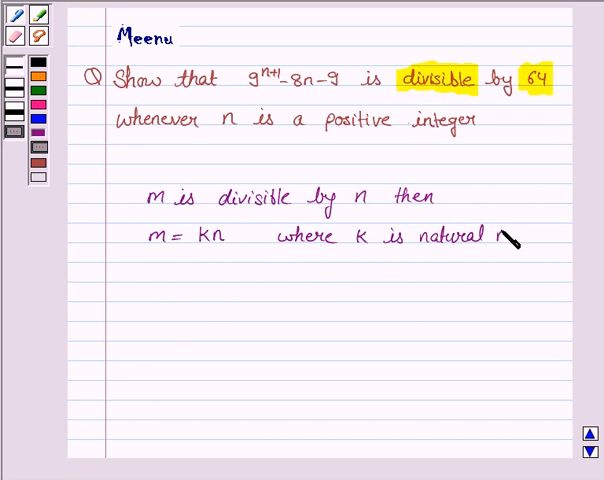 Meenu
Q Show that 9ⁿ⁺¹-8n-9 is divisible by 64
whenever n is a positive integer
m is divisible by n then
m = kn where k is natural n